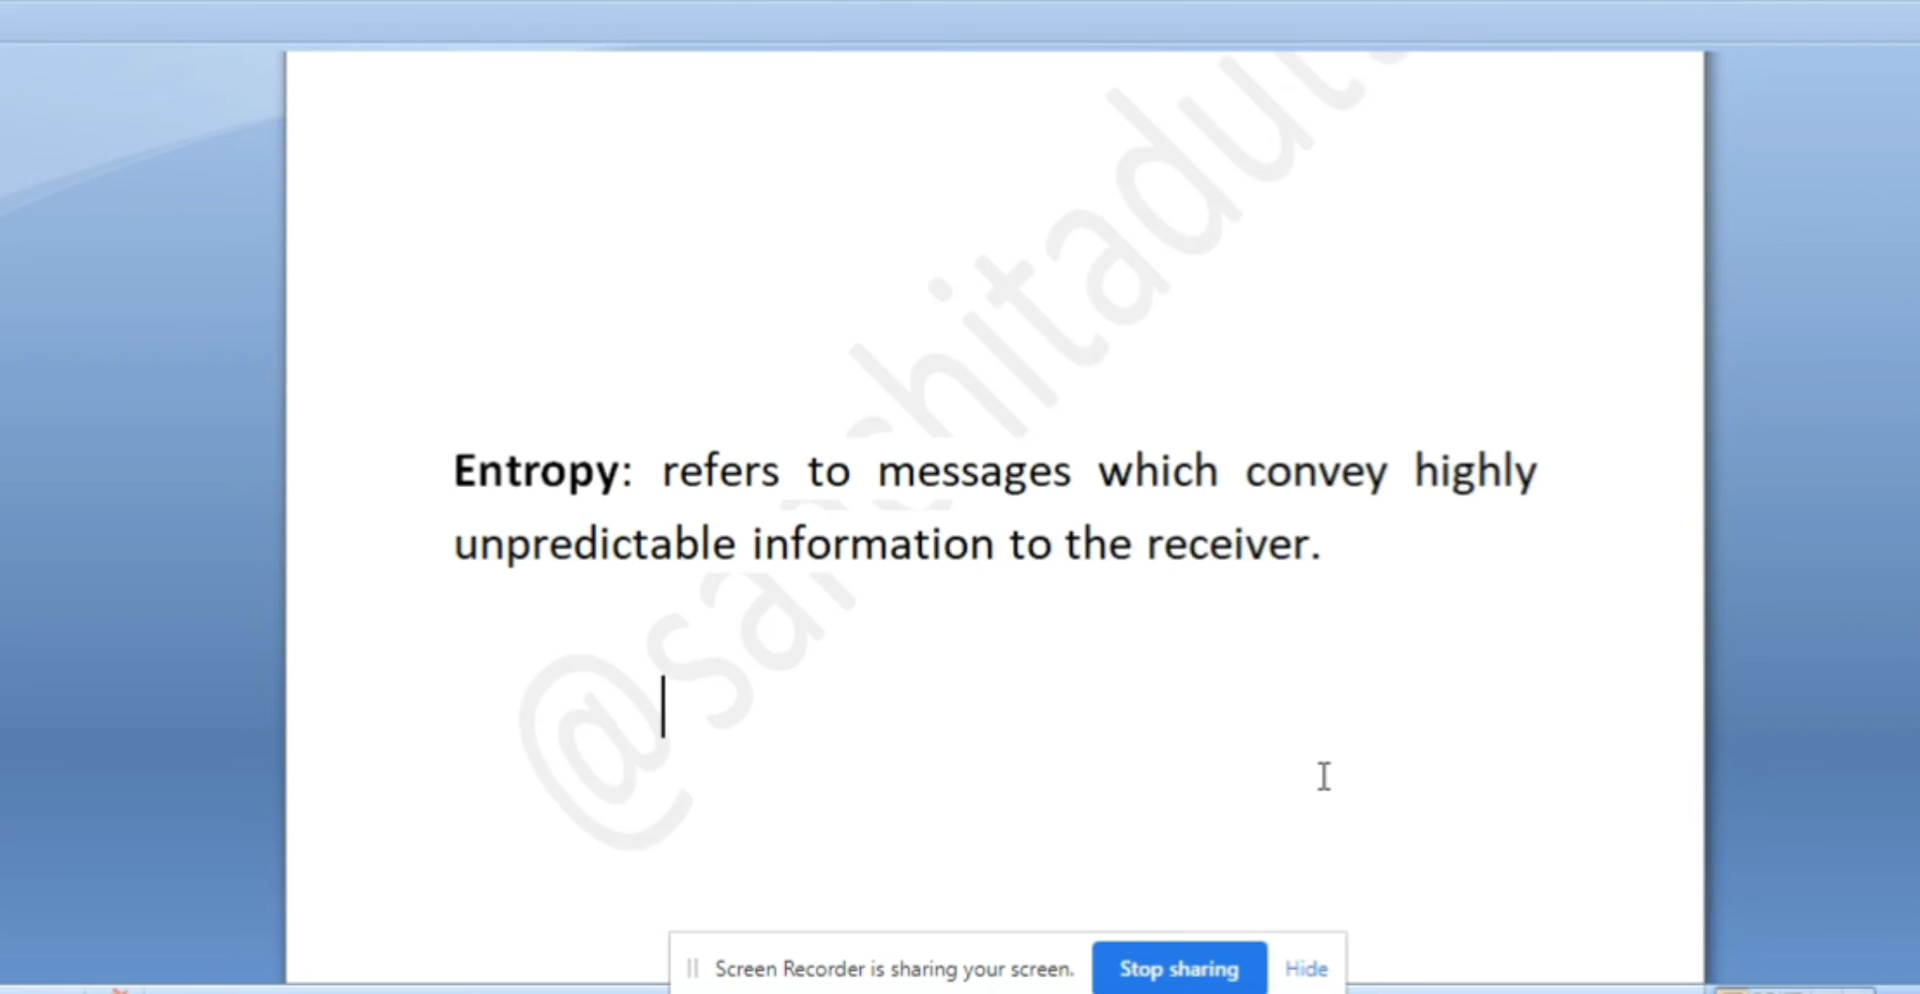 Entropy: refers to messages which convey highly
unpredictable information to the receiver.
Screen Recorder is sharing your screen. Stop sharing Hide